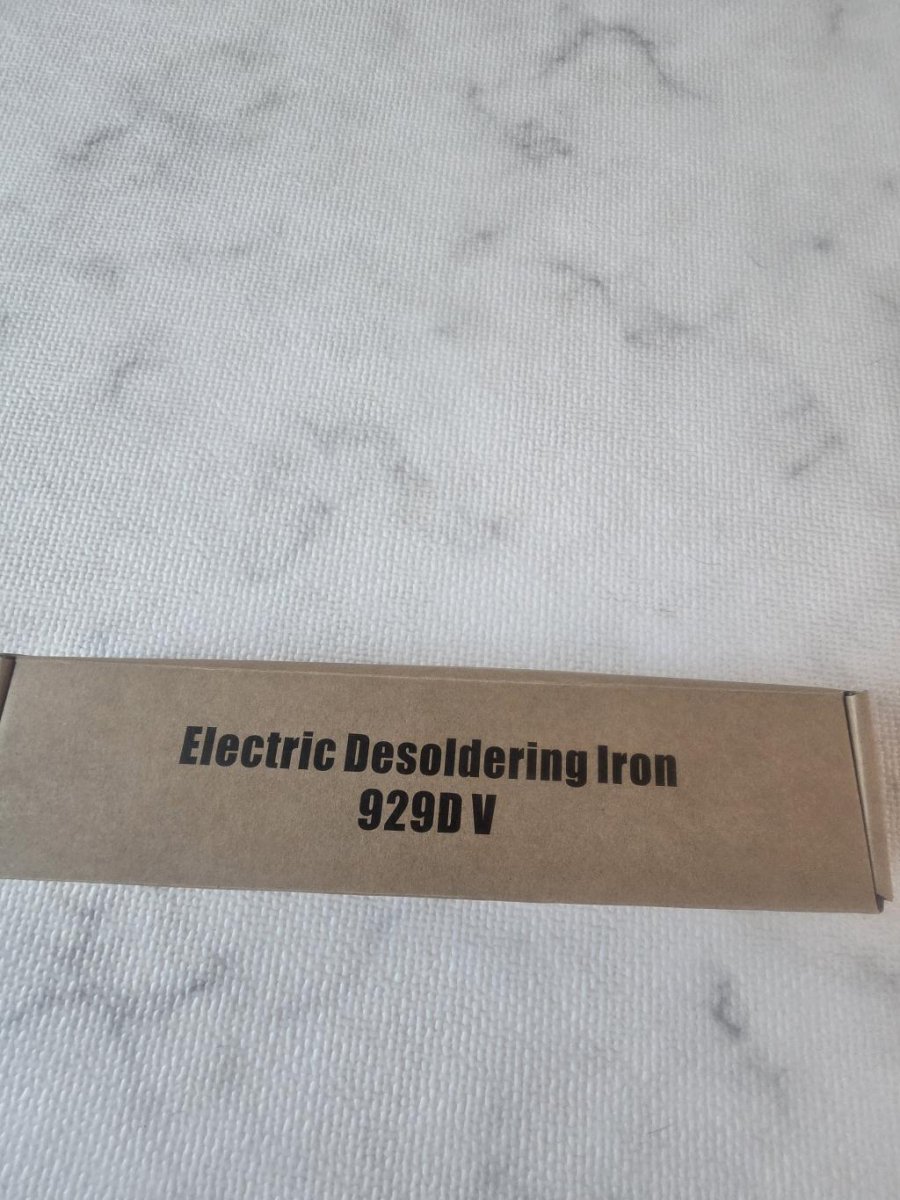 Electric Desoldering Iron
929D V